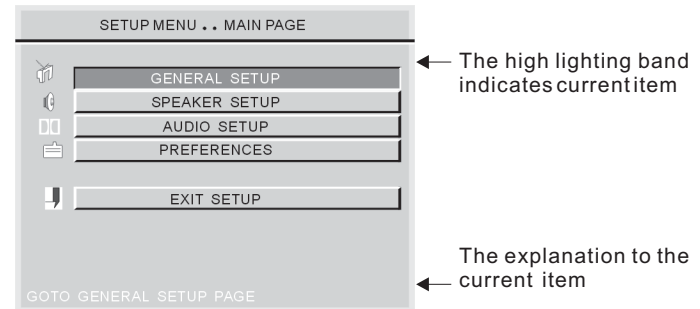 SETUP MENU . . MAIN PAGE
The high lighting band
indicates current item
GENERAL SETUP
SPEAKER SETUP
AUDIO SETUP
PREFERENCES
EXIT SETUP
The explanation to the
current item
GOTO GENERAL SETUP PAGE